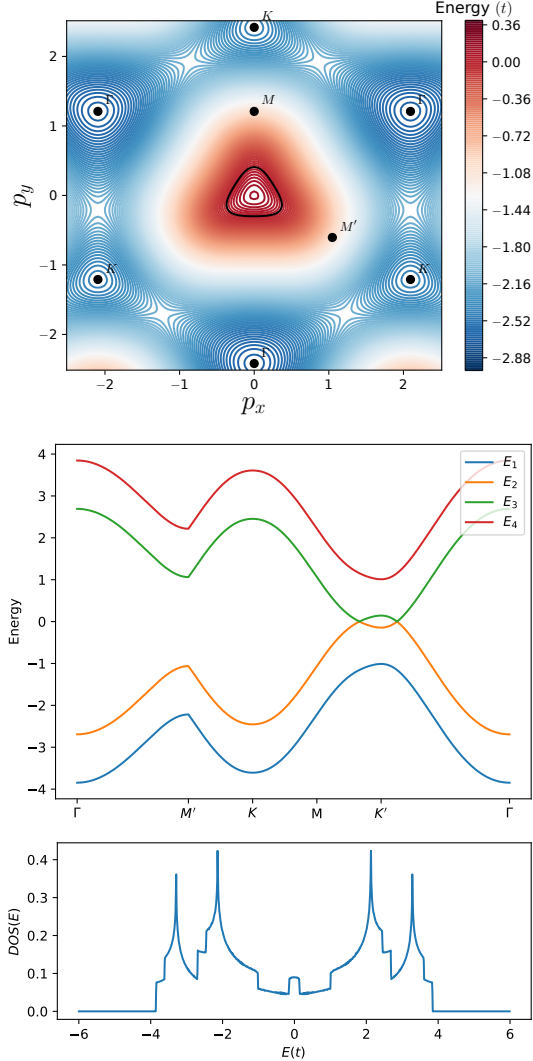 Energy (t)
K
Γ
Γ
M
M′
K
K
Γ
2
1
0
−1
−2
−2
−1
0
1
2
p_y
p_x
0.36
0.00
−0.36
−0.72
−1.08
−1.44
−1.80
−2.16
−2.52
−2.88
4
3
2
1
0
−1
−2
−3
−4
Energy
E₁
E₂
E₃
E₄
Γ M′ K M K′ Γ
0.4
0.3
0.2
0.1
0.0
DOS(E)
−6 −4 −2 0 2 4 6
E(t)